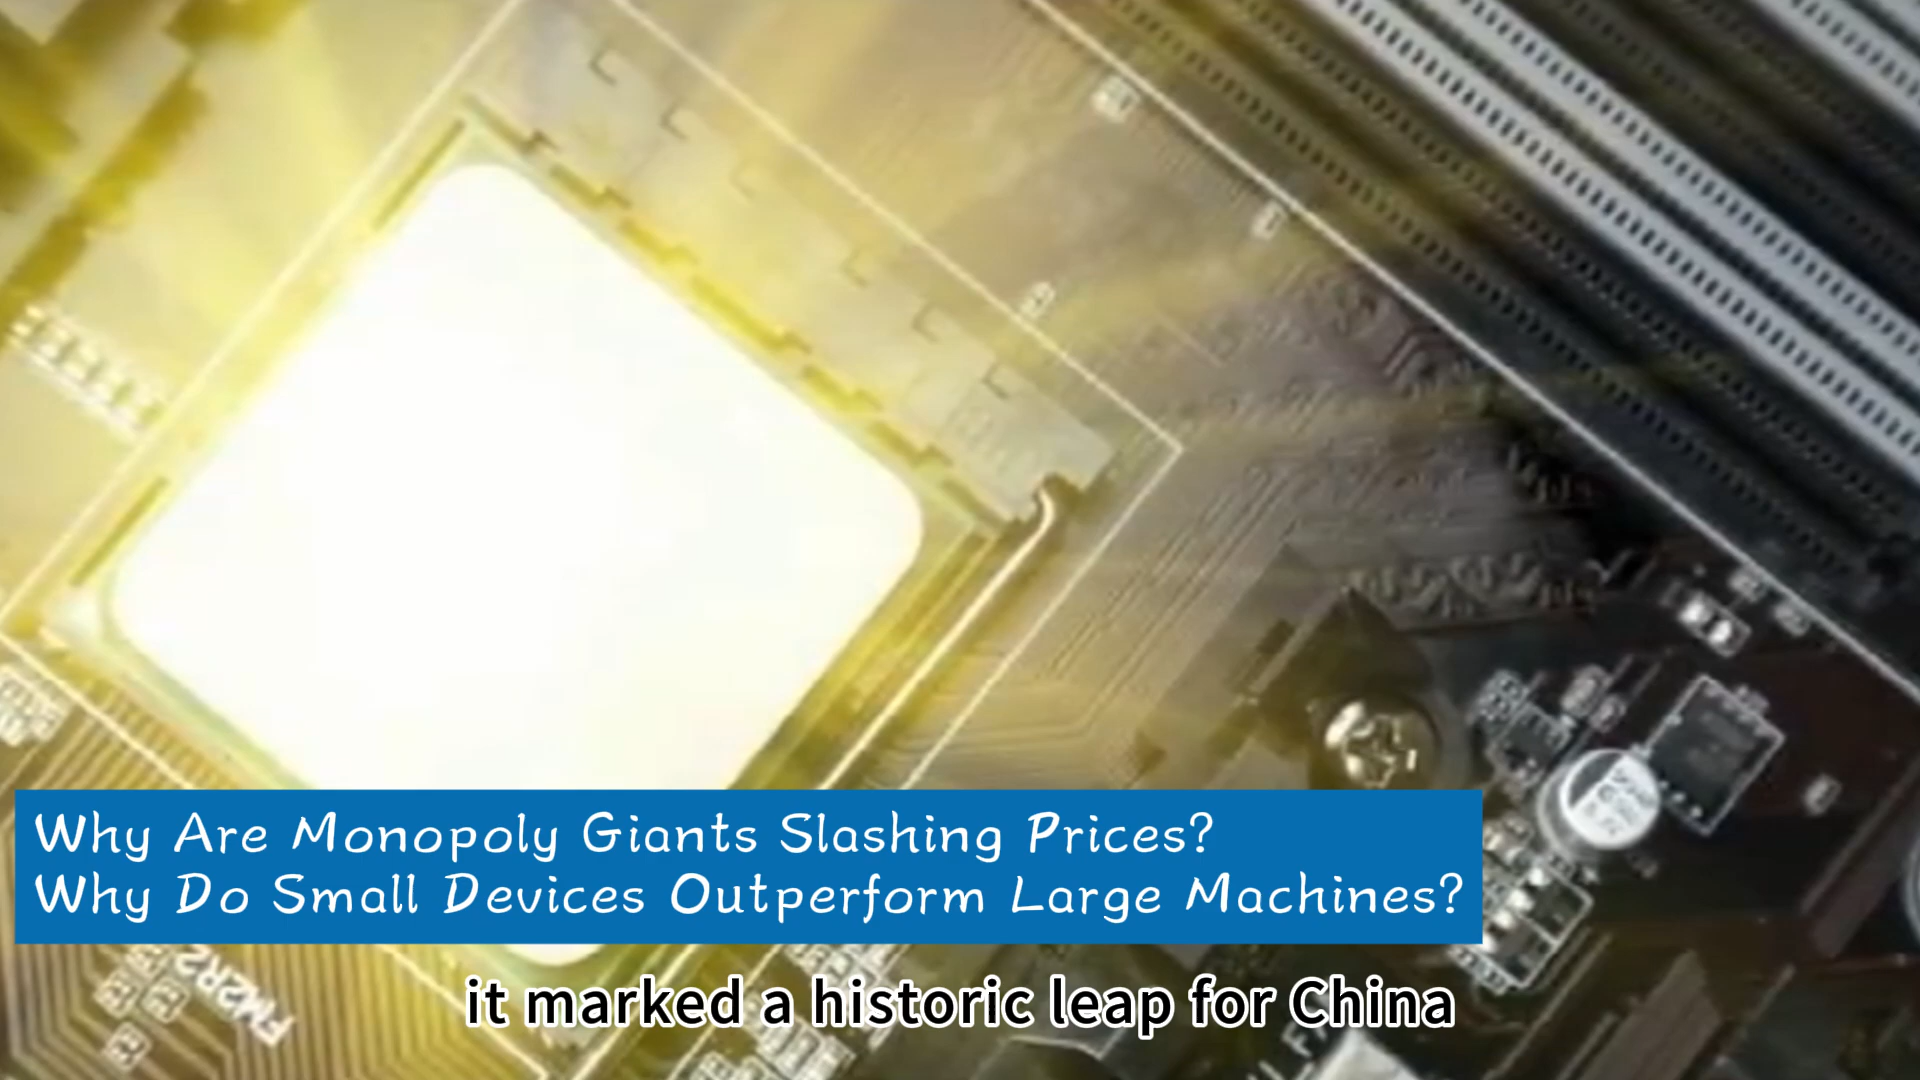 Why Are Monopoly Giants Slashing Prices?
Why Do Small Devices Outperform Large Machines?
FM2R2
it marked a historic leap for China